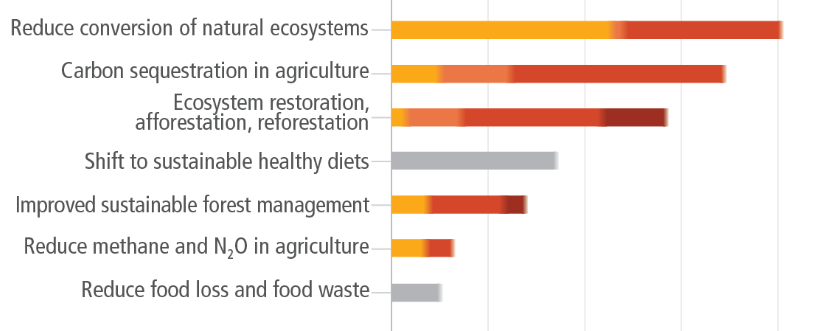 Reduce conversion of natural ecosystems
Carbon sequestration in agriculture
Ecosystem restoration,
afforestation, reforestation
Shift to sustainable healthy diets
Improved sustainable forest management
Reduce methane and N₂O in agriculture
Reduce food loss and food waste